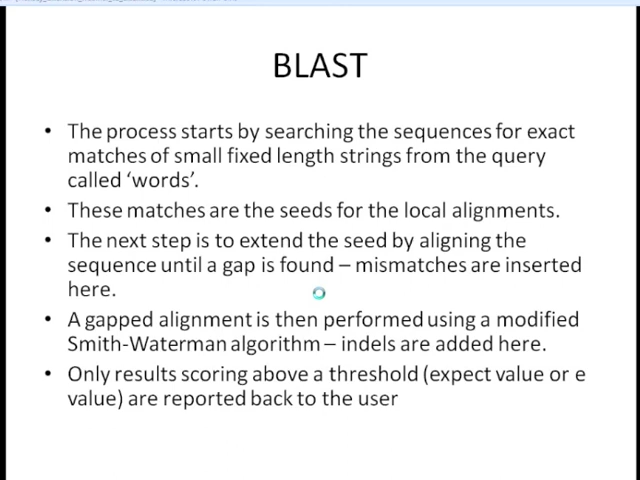 BLAST
• The process starts by searching the sequences for exact
matches of small fixed length strings from the query
called ‘words’.
• These matches are the seeds for the local alignments.
• The next step is to extend the seed by aligning the
sequence until a gap is found – mismatches are inserted
here.
• A gapped alignment is then performed using a modified
Smith-Waterman algorithm – indels are added here.
• Only results scoring above a threshold (expect value or e
value) are reported back to the user